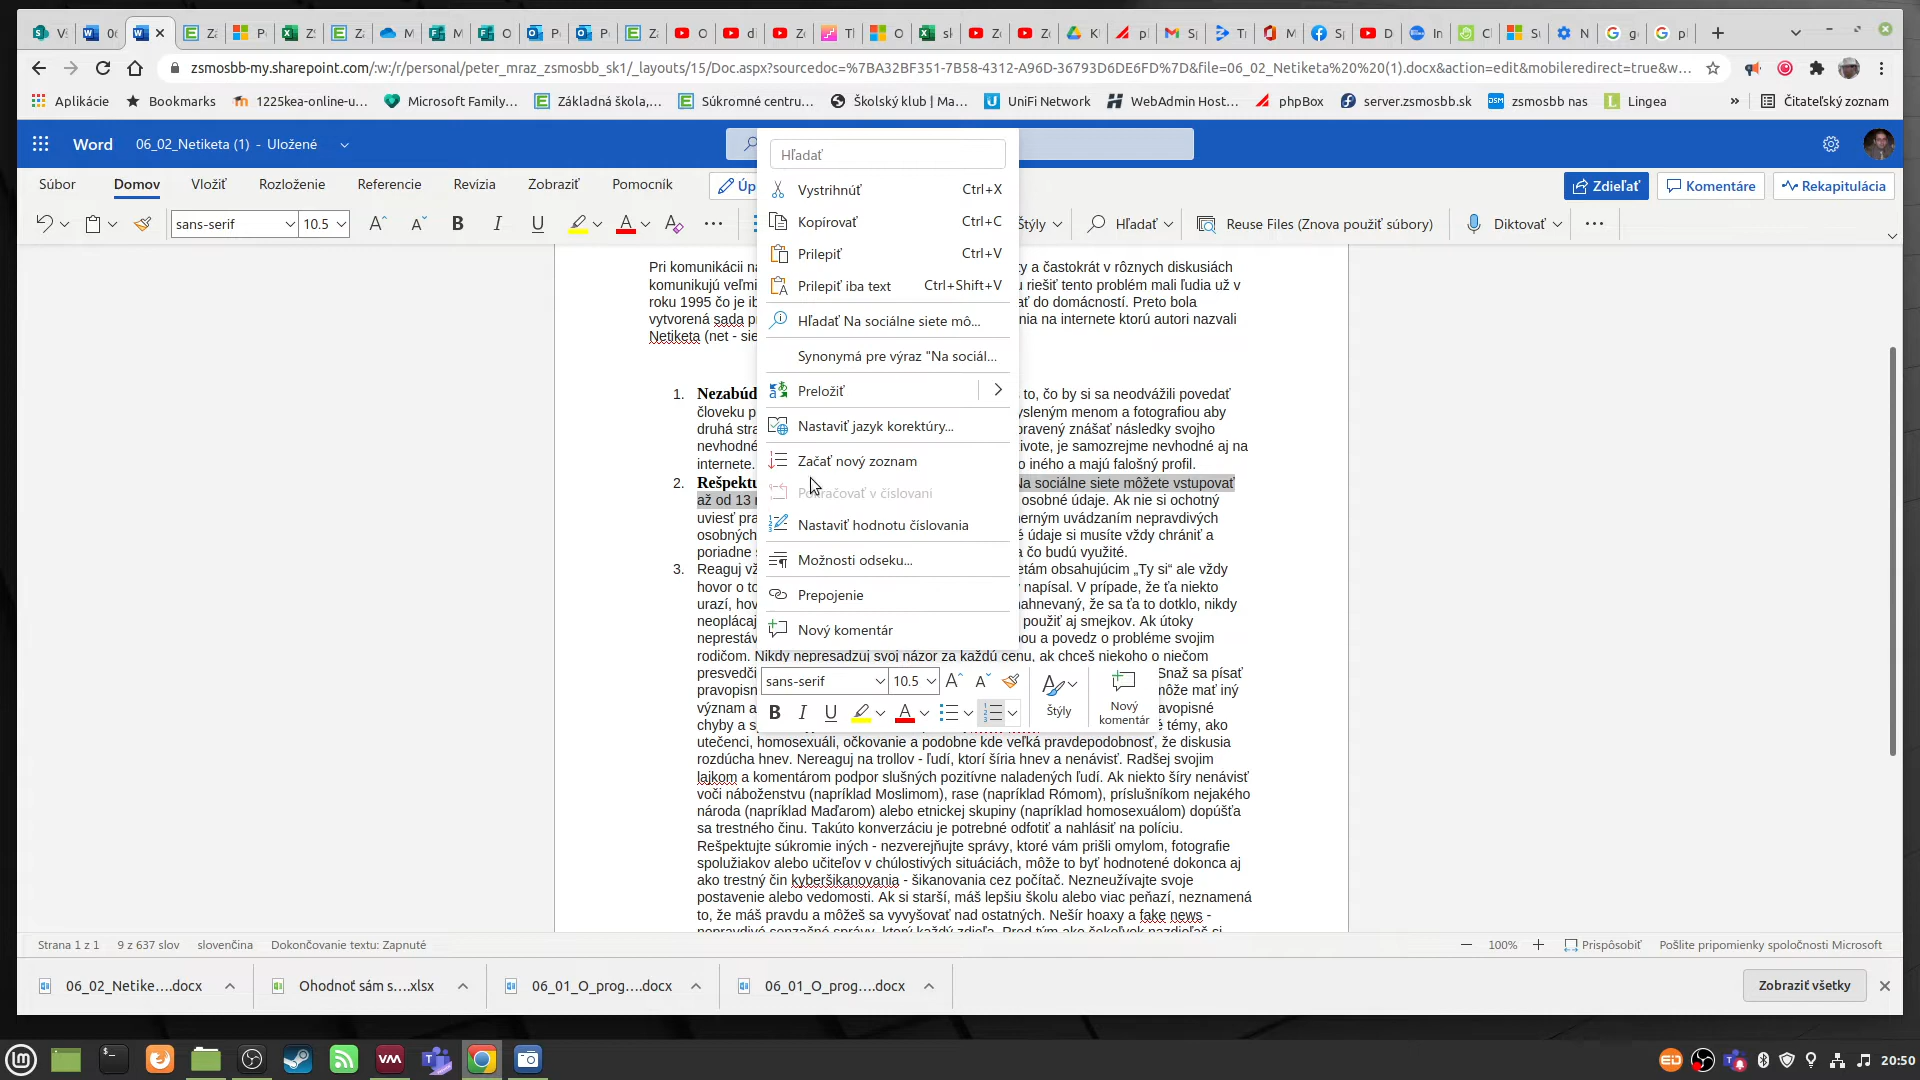 zsmosbb-my.sharepoint.com/:w:/r/personal/peter_mraz_zsmosbb_sk1/_layouts/15/Doc.aspx?sourcedoc=%7BA32BF351-7B58-4312-A96D-36793D6DE6FD%7D&file=06_02_Netiketa%20%20(1).docx&action=edit&mobileredirect=true&w...
Aplikácie Bookmarks 1225kea-online-u... Microsoft Family... Základná škola,... Súkromné centru... Školský klub | Ma... UniFi Network WebAdmin Host... phpBox server.zsmosbb.sk zsmosbb nas Lingea » Čitateľský zoznam
Word 06_02_Netiketa (1) - Uložené
Súbor Domov Vložiť Rozloženie Referencie Revízia Zobraziť Pomocník Úp Zdieľať Komentáre Rekapitulácia
sans-serif 10.5 B I U A Štýly Hľadať Reuse Files (Znova použiť súbory) Diktovať
Hľadať
Vystrihnúť Ctrl+X
Kopírovať Ctrl+C
Prilepiť Ctrl+V
Prilepiť iba text Ctrl+Shift+V
Hľadať Na sociálne siete mô...
Synonymá pre výraz "Na sociál...
Preložiť
Nastaviť jazyk korektúry...
Začať nový zoznam
Pokračovať v číslovaní
Nastaviť hodnotu číslovania
Možnosti odseku...
Prepojenie
Nový komentár
sans-serif 10.5
B I U A Štýly Nový komentár
Pri komunikácii na y a častokrát v rôznych diskusiách
komunikujú veľmi u riešiť tento problém mali ľudia už v
roku 1995 čo je ib ať do domácností. Preto bola
vytvorená sada p nia na internete ktorú autori nazvali
Netiketa (net - sie
1. Nezabúd to, čo by si sa neodvážili povedať
človeku p ysleným menom a fotografiou aby
druhá stra pravený znášať následky svojho
nevhodné ivote, je samozrejme nevhodné aj na
internete. o iného a majú falošný profil.
2. Rešpektu Na sociálne siete môžete vstupovať
až od 13 r osobné údaje. Ak nie si ochotný
uviesť pra merným uvádzaním nepravdivých
osobných é údaje si musíte vždy chrániť a
poriadne s a čo budú využité.
3. Reaguj vž etám obsahujúcim „Ty si“ ale vždy
hovor o to napísal. V prípade, že ťa niekto
urazí, hov nahnevaný, že sa ťa to dotklo, nikdy
neoplácaj použiť aj smejkov. Ak útoky
neprestáv ou a povedz o probléme svojim
rodičom. Nikdy nepresadzuj svoj názor za každú cenu, ak chceš niekoho o niečom
presvedči Snaž sa písať
pravopisn môže mať iný
význam a avopisné
chyby a s é témy, ako
utečenci, homosexuáli, očkovanie a podobne kde veľká pravdepodobnosť, že diskusia
rozdúcha hnev. Nereaguj na trollov - ľudí, ktorí šíria hnev a nenávisť. Radšej svojim
lajkom a komentárom podpor slušných pozitívne naladených ľudí. Ak niekto šíry nenávisť
voči náboženstvu (napríklad Moslimom), rase (napríklad Rómom), príslušníkom nejakého
národa (napríklad Maďarom) alebo etnickej skupiny (napríklad homosexuálom) dopúšťa
sa trestného činu. Takúto konverzáciu je potrebné odfotiť a nahlásiť na políciu.
Rešpektujte súkromie iných - nezverejňujte správy, ktoré vám prišli omylom, fotografie
spolužiakov alebo učiteľov v chúlostivých situáciách, môže to byť hodnotené dokonca aj
ako trestný čin kyberšikanovania - šikanovania cez počítač. Nezneužívajte svoje
postavenie alebo vedomosti. Ak si starší, máš lepšiu školu alebo viac peňazí, neznamená
to, že máš pravdu a môžeš sa vyvyšovať nad ostatných. Nešír hoaxy a fake news -
Strana 1 z 1 9 z 637 slov slovenčina Dokončovanie textu: Zapnuté 100% Prispôsobiť Pošlite pripomienky spoločnosti Microsoft
06_02_Netike....docx Ohodnoť sám s....xlsx 06_01_O_prog....docx 06_01_O_prog....docx Zobraziť všetky
20:50